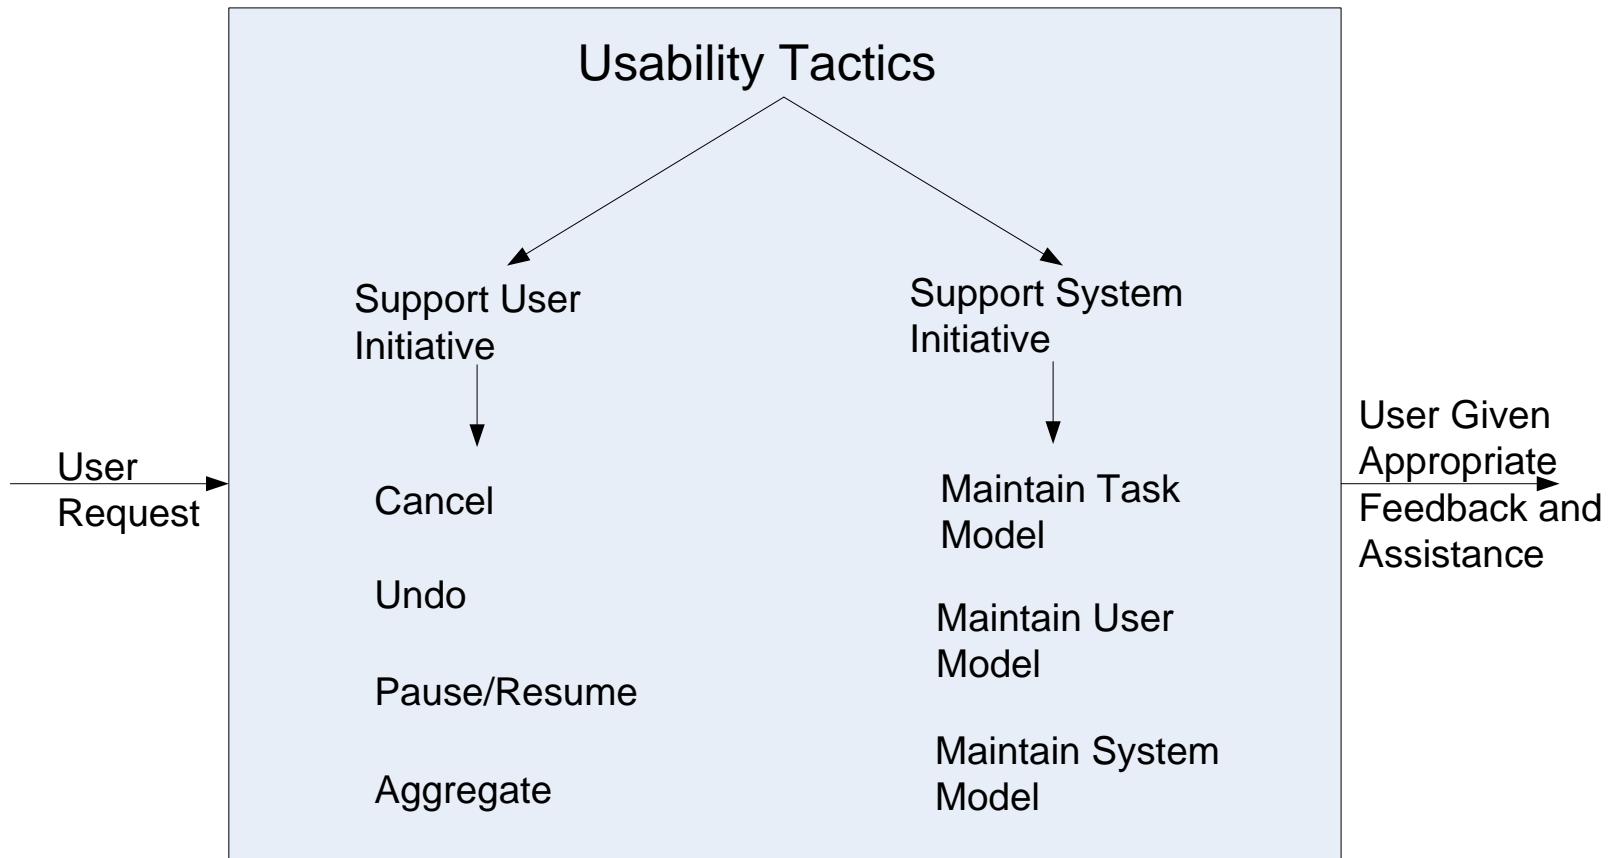 Usability Tactics
Support User
Initiative
Support System
Initiative
User
Request
Cancel
Undo
Pause/Resume
Aggregate
Maintain Task
Model
Maintain User
Model
Maintain System
Model
User Given
Appropriate
Feedback and
Assistance